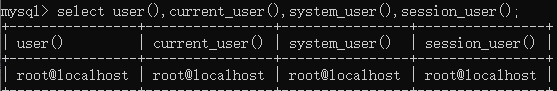 mysql> select user(),current_user(),system_user(),session_user();
+----------------+----------------+----------------+----------------+
| user()         | current_user() | system_user()  | session_user() |
+----------------+----------------+----------------+----------------+
| root@localhost | root@localhost | root@localhost | root@localhost |